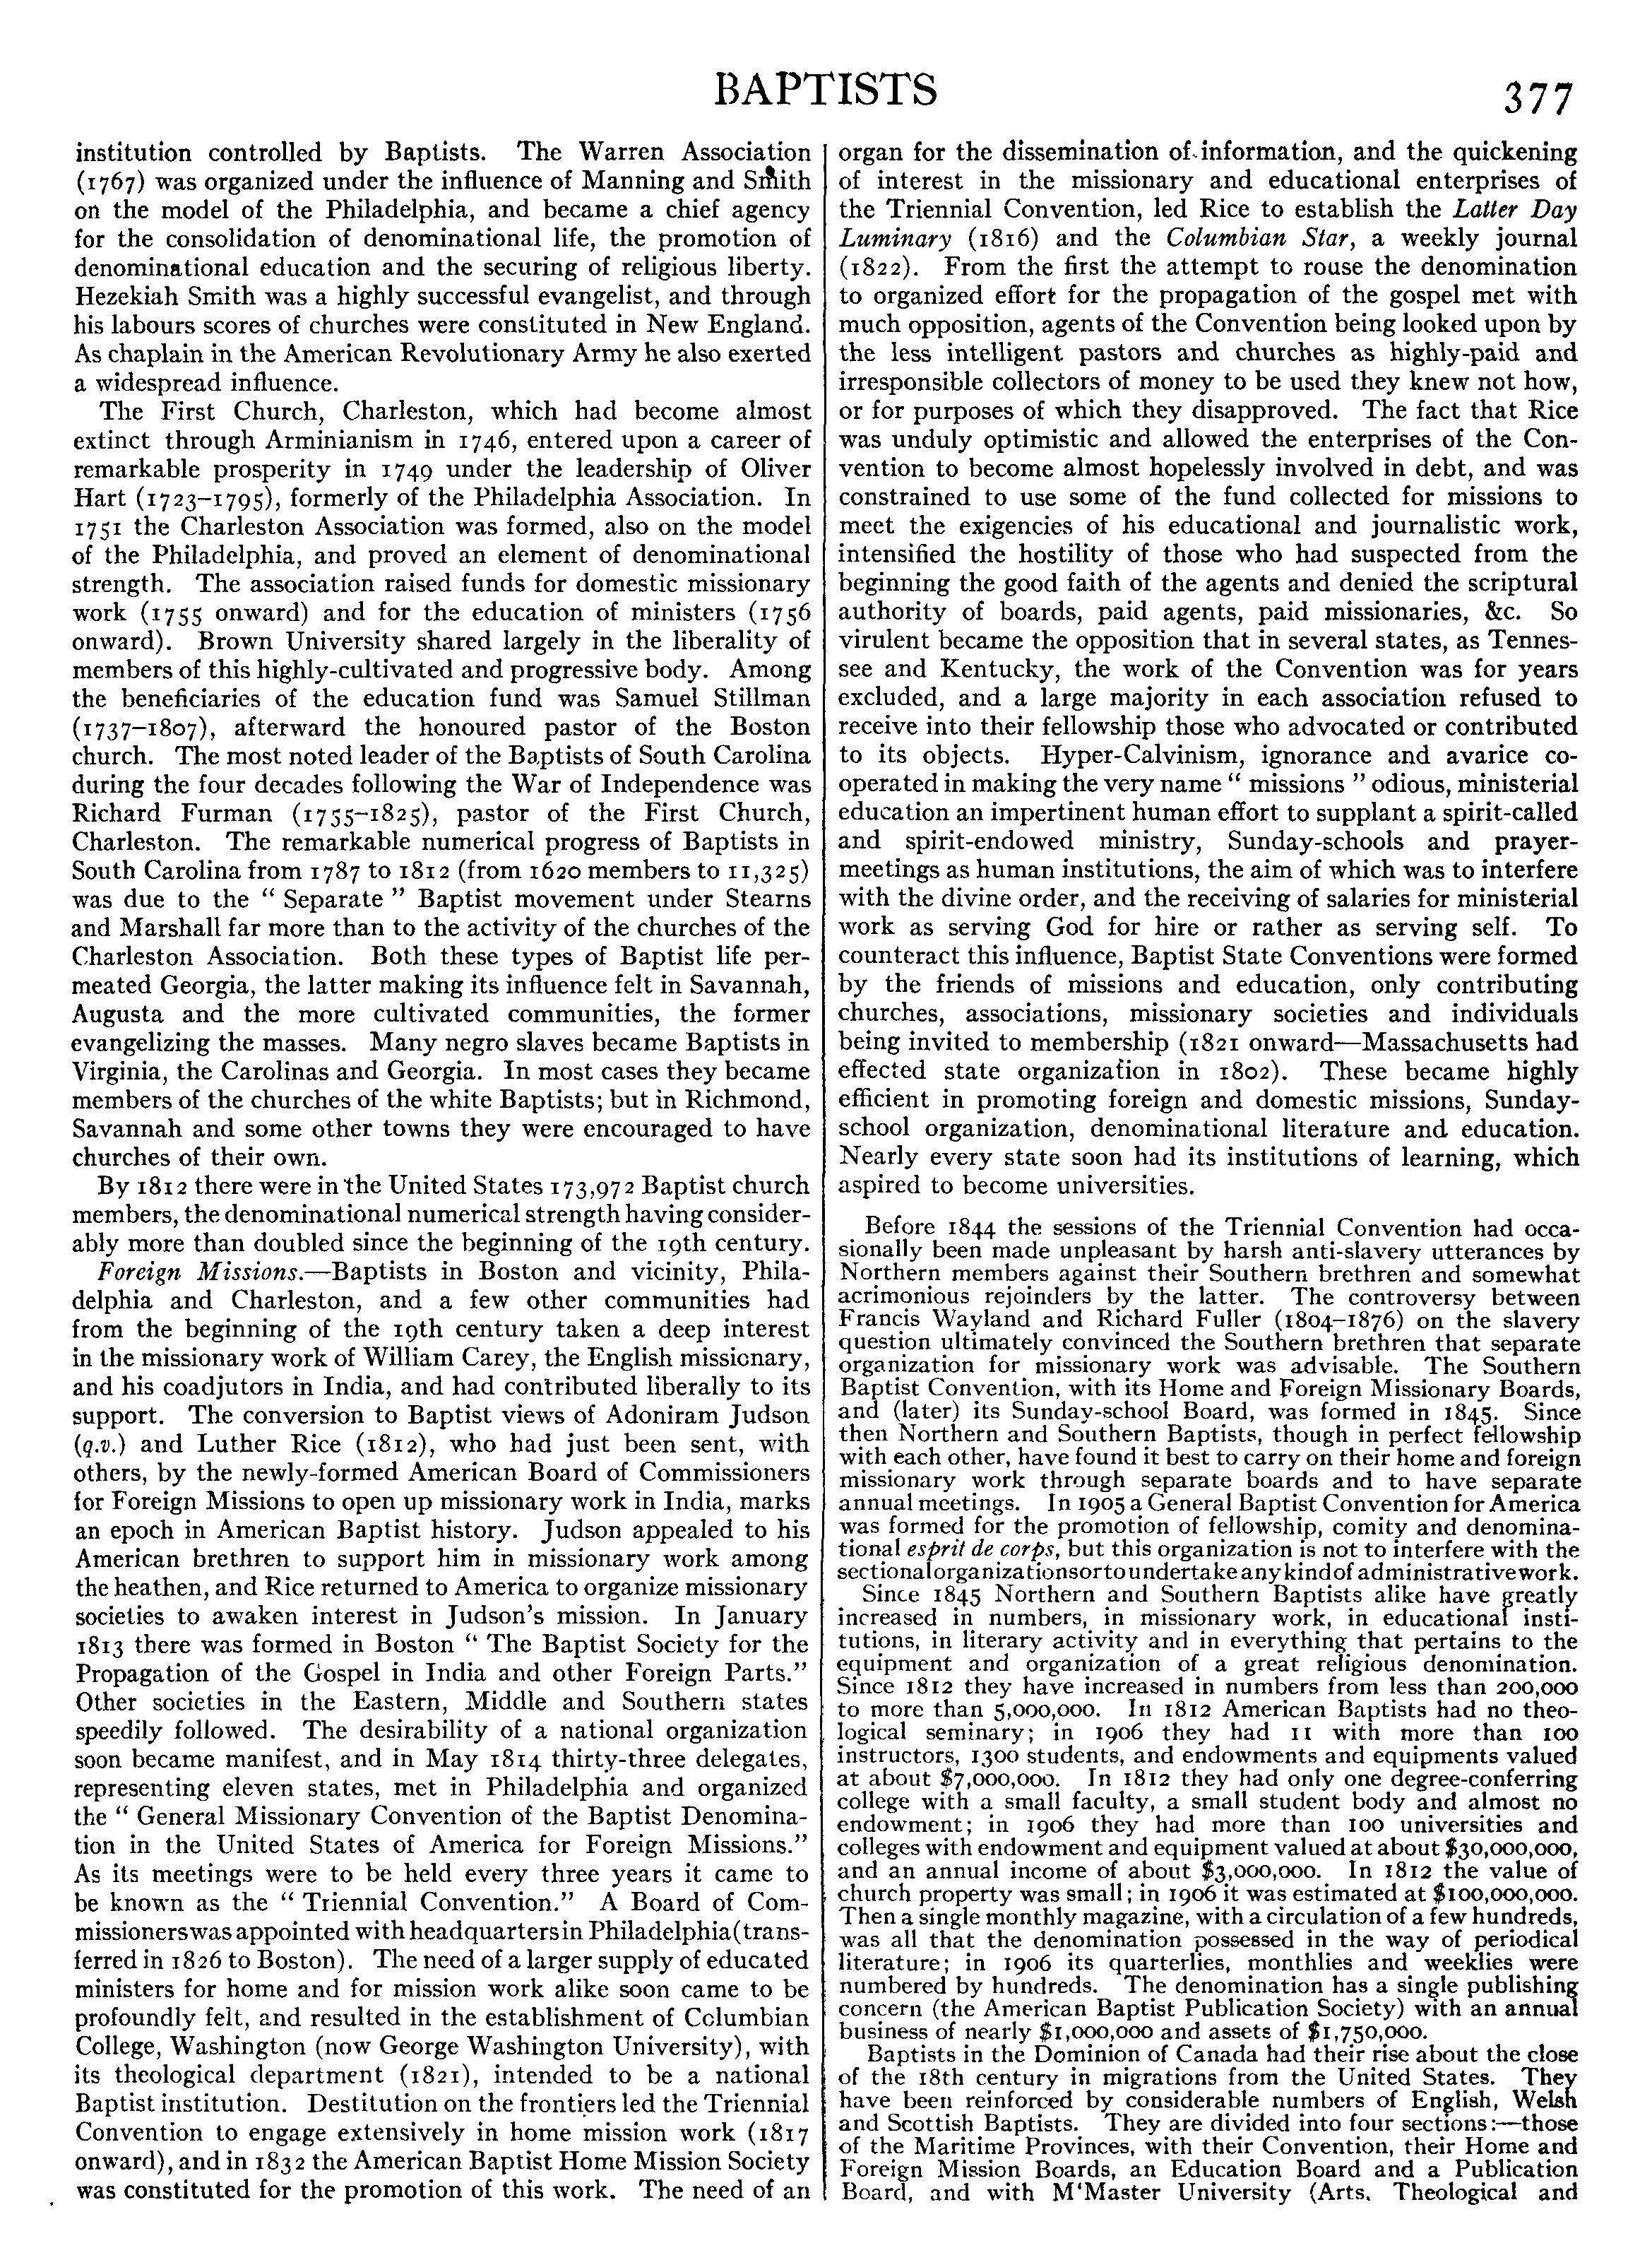 BAPTISTS
377
institution controlled by Baptists. The Warren Association
(1767) was organized under the influence of Manning and Smith
on the model of the Philadelphia, and became a chief agency
for the consolidation of denominational life, the promotion of
denominational education and the securing of religious liberty.
Hezekiah Smith was a highly successful evangelist, and through
his labours scores of churches were constituted in New England.
As chaplain in the American Revolutionary Army he also exerted
a widespread influence.
The First Church, Charleston, which had become almost
extinct through Arminianism in 1746, entered upon a career of
remarkable prosperity in 1749 under the leadership of Oliver
Hart (1723–1795), formerly of the Philadelphia Association. In
1751 the Charleston Association was formed, also on the model
of the Philadelphia, and proved an element of denominational
strength. The association raised funds for domestic missionary
work (1755 onward) and for the education of ministers (1756
onward). Brown University shared largely in the liberality of
members of this highly-cultivated and progressive body. Among
the beneficiaries of the education fund was Samuel Stillman
(1737–1807), afterward the honoured pastor of the Boston
church. The most noted leader of the Baptists of South Carolina
during the four decades following the War of Independence was
Richard Furman (1755–1825), pastor of the First Church,
Charleston. The remarkable numerical progress of Baptists in
South Carolina from 1787 to 1812 (from 1620 members to 11,325)
was due to the “ Separate ” Baptist movement under Stearns
and Marshall far more than to the activity of the churches of the
Charleston Association. Both these types of Baptist life per-
meated Georgia, the latter making its influence felt in Savannah,
Augusta and the more cultivated communities, the former
evangelizing the masses. Many negro slaves became Baptists in
Virginia, the Carolinas and Georgia. In most cases they became
members of the churches of the white Baptists; but in Richmond,
Savannah and some other towns they were encouraged to have
churches of their own.
By 1812 there were in the United States 173,972 Baptist church
members, the denominational numerical strength having consider-
ably more than doubled since the beginning of the 19th century.
Foreign Missions.—Baptists in Boston and vicinity, Phila-
delphia and Charleston, and a few other communities had
from the beginning of the 19th century taken a deep interest
in the missionary work of William Carey, the English missionary,
and his coadjutors in India, and had contributed liberally to its
support. The conversion to Baptist views of Adoniram Judson
(q.v.) and Luther Rice (1812), who had just been sent, with
others, by the newly-formed American Board of Commissioners
for Foreign Missions to open up missionary work in India, marks
an epoch in American Baptist history. Judson appealed to his
American brethren to support him in missionary work among
the heathen, and Rice returned to America to organize missionary
societies to awaken interest in Judson’s mission. In January
1813 there was formed in Boston “ The Baptist Society for the
Propagation of the Gospel in India and other Foreign Parts.”
Other societies in the Eastern, Middle and Southern states
speedily followed. The desirability of a national organization
soon became manifest, and in May 1814 thirty-three delegates,
representing eleven states, met in Philadelphia and organized
the “ General Missionary Convention of the Baptist Denomina-
tion in the United States of America for Foreign Missions.”
As its meetings were to be held every three years it came to
be known as the “ Triennial Convention.” A Board of Com-
missioners was appointed with headquarters in Philadelphia (trans-
ferred in 1826 to Boston). The need of a larger supply of educated
ministers for home and for mission work alike soon came to be
profoundly felt, and resulted in the establishment of Columbian
College, Washington (now George Washington University), with
its theological department (1821), intended to be a national
Baptist institution. Destitution on the frontiers led the Triennial
Convention to engage extensively in home mission work (1817
onward), and in 1832 the American Baptist Home Mission Society
was constituted for the promotion of this work. The need of an
organ for the dissemination of information, and the quickening
of interest in the missionary and educational enterprises of
the Triennial Convention, led Rice to establish the Latter Day
Luminary (1816) and the Columbian Star, a weekly journal
(1822). From the first the attempt to rouse the denomination
to organized effort for the propagation of the gospel met with
much opposition, agents of the Convention being looked upon by
the less intelligent pastors and churches as highly-paid and
irresponsible collectors of money to be used they knew not how,
or for purposes of which they disapproved. The fact that Rice
was unduly optimistic and allowed the enterprises of the Con-
vention to become almost hopelessly involved in debt, and was
constrained to use some of the fund collected for missions to
meet the exigencies of his educational and journalistic work,
intensified the hostility of those who had suspected from the
beginning the good faith of the agents and denied the scriptural
authority of boards, paid agents, paid missionaries, &c. So
virulent became the opposition that in several states, as Tennes-
see and Kentucky, the work of the Convention was for years
excluded, and a large majority in each association refused to
receive into their fellowship those who advocated or contributed
to its objects. Hyper-Calvinism, ignorance and avarice co-
operated in making the very name “ missions ” odious, ministerial
education an impertinent human effort to supplant a spirit-called
and spirit-endowed ministry, Sunday-schools and prayer-
meetings as human institutions, the aim of which was to interfere
with the divine order, and the receiving of salaries for ministerial
work as serving God for hire or rather as serving self. To
counteract this influence, Baptist State Conventions were formed
by the friends of missions and education, only contributing
churches, associations, missionary societies and individuals
being invited to membership (1821 onward—Massachusetts had
effected state organization in 1802). These became highly
efficient in promoting foreign and domestic missions, Sunday-
school organization, denominational literature and education.
Nearly every state soon had its institutions of learning, which
aspired to become universities.
Before 1844 the sessions of the Triennial Convention had occa-
sionally been made unpleasant by harsh anti-slavery utterances by
Northern members against their Southern brethren and somewhat
acrimonious rejoinders by the latter. The controversy between
Francis Wayland and Richard Fuller (1804–1876) on the slavery
question ultimately convinced the Southern brethren that separate
organization for missionary work was advisable. The Southern
Baptist Convention, with its Home and Foreign Missionary Boards,
and (later) its Sunday-school Board, was formed in 1845. Since
then Northern and Southern Baptists, though in perfect fellowship
with each other, have found it best to carry on their home and foreign
missionary work through separate boards and to have separate
annual meetings. In 1905 a General Baptist Convention for America
was formed for the promotion of fellowship, comity and denomina-
tional esprit de corps, but this organization is not to interfere with the
sectional organizations or to undertake any kind of administrative work.
Since 1845 Northern and Southern Baptists alike have greatly
increased in numbers, in missionary work, in educational insti-
tutions, in literary activity and in everything that pertains to the
equipment and organization of a great religious denomination.
Since 1812 they have increased in numbers from less than 200,000
to more than 5,000,000. In 1812 American Baptists had no theo-
logical seminary; in 1906 they had 11 with more than 100
instructors, 1300 students, and endowments and equipments valued
at about $7,000,000. In 1812 they had only one degree-conferring
college with a small faculty, a small student body and almost no
endowment; in 1906 they had more than 100 universities and
colleges with endowment and equipment valued at about $30,000,000,
and an annual income of about $3,000,000. In 1812 the value of
church property was small; in 1906 it was estimated at $100,000,000.
Then a single monthly magazine, with a circulation of a few hundreds,
was all that the denomination possessed in the way of periodical
literature; in 1906 its quarterlies, monthlies and weeklies were
numbered by hundreds. The denomination has a single publishing
concern (the American Baptist Publication Society) with an annual
business of nearly $1,000,000 and assets of $1,750,000.
Baptists in the Dominion of Canada had their rise about the close
of the 18th century in migrations from the United States. They
have been reinforced by considerable numbers of English, Welsh
and Scottish Baptists. They are divided into four sections:—those
of the Maritime Provinces, with their Convention, their Home and
Foreign Mission Boards, an Education Board and a Publication
Board, and with M‘Master University (Arts, Theological and